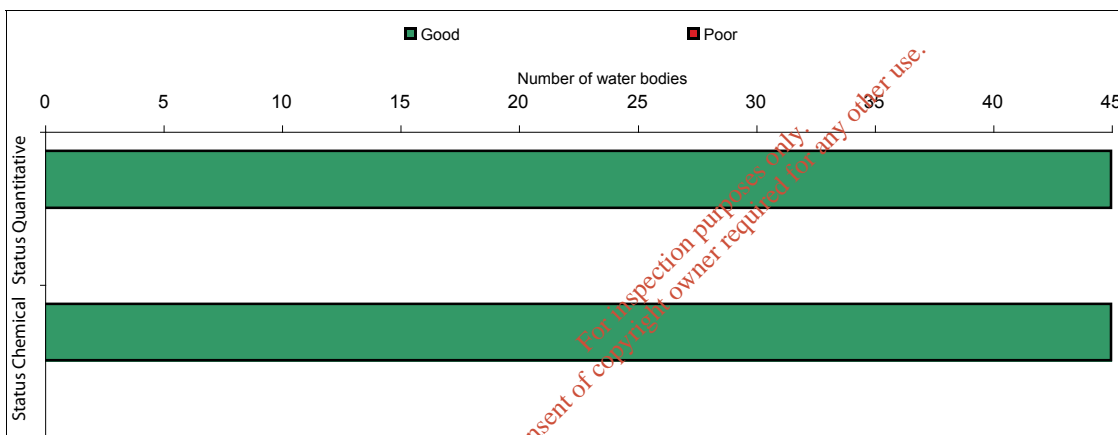 Good Poor
Number of water bodies
0 5 10 15 20 25 30 35 40 45
Status Quantitative
Status Chemical
For inspection purposes only.
of copyright owner required for any other use.